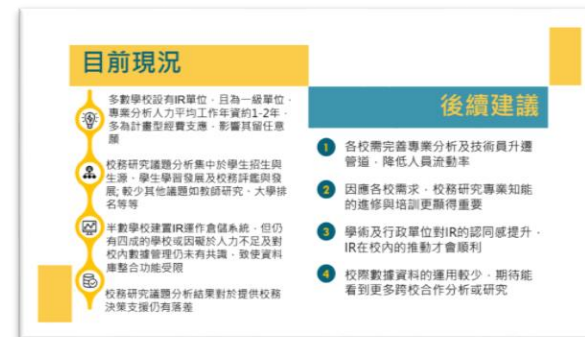 目前現況
多數學校設有IR單位，且為一級單位，
專業分析人力平均工作年資約1-2年，
多為計畫型經費支應，影響其留任意
願
校務研究議題分析集中於學生招生與
生源，學生學習發展及校務評鑑與發
展; 較少其他議題如教師研究，大學排
名等等
半數學校建置IR運作倉儲系統，但仍
有四成的學校或因礙於人力不足及對
校內數據管理仍未有共識，致使資料
庫整合功能受限
校務研究議題分析結果對於提供校務
決策支援仍有落差
後續建議
1 各校需完善專業分析及技術員升遷
管道，降低人員流動率
2 因應各校需求，校務研究專業知能
的進修與培訓更顯得重要
3 學術及行政單位對IR的認同感提升，
IR在校內的推動才會順利
4 校際數據資料的運用較少，期待能
看到更多跨校合作分析或研究